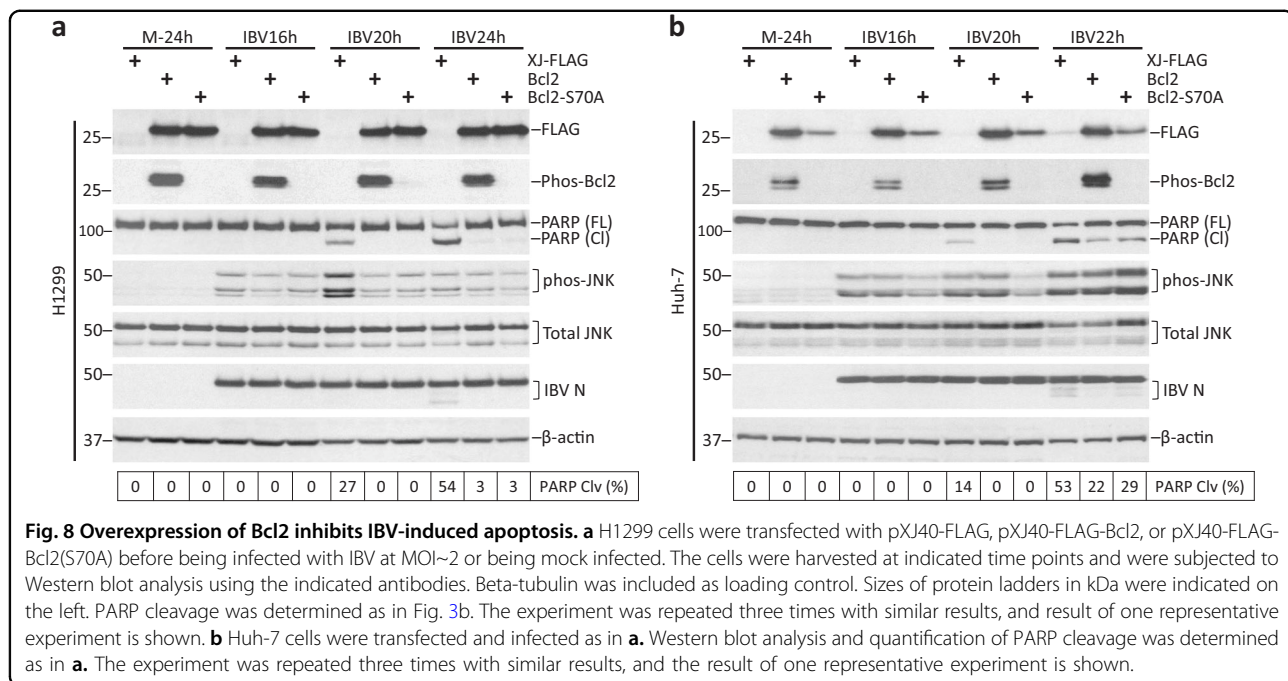 a
M-24h IBV16h IBV20h IBV24h
+ + + + XJ-FLAG
+ + + + Bcl2
+ + + + Bcl2-S70A
H1299
25 FLAG
25 Phos-Bcl2
100 PARP (FL)
PARP (Cl)
50 phos-JNK
50 Total JNK
50 IBV N
37 β-actin
0 0 0 0 0 0 27 0 0 54 3 3 PARP Clv (%)
b
M-24h IBV16h IBV20h IBV22h
+ + + + XJ-FLAG
+ + + + Bcl2
+ + + + Bcl2-S70A
Huh-7
25 FLAG
25 Phos-Bcl2
100 PARP (FL)
PARP (Cl)
50 phos-JNK
50 Total JNK
50 IBV N
37 β-actin
0 0 0 0 0 0 14 0 0 53 22 29 PARP Clv (%)
Fig. 8 Overexpression of Bcl2 inhibits IBV-induced apoptosis. a H1299 cells were transfected with pXJ40-FLAG, pXJ40-FLAG-Bcl2, or pXJ40-FLAG-
Bcl2(S70A) before being infected with IBV at MOI~2 or being mock infected. The cells were harvested at indicated time points and were subjected to
Western blot analysis using the indicated antibodies. Beta-tubulin was included as loading control. Sizes of protein ladders in kDa were indicated on
the left. PARP cleavage was determined as in Fig. 3b. The experiment was repeated three times with similar results, and result of one representative
experiment is shown. b Huh-7 cells were transfected and infected as in a. Western blot analysis and quantification of PARP cleavage was determined
as in a. The experiment was repeated three times with similar results, and the result of one representative experiment is shown.